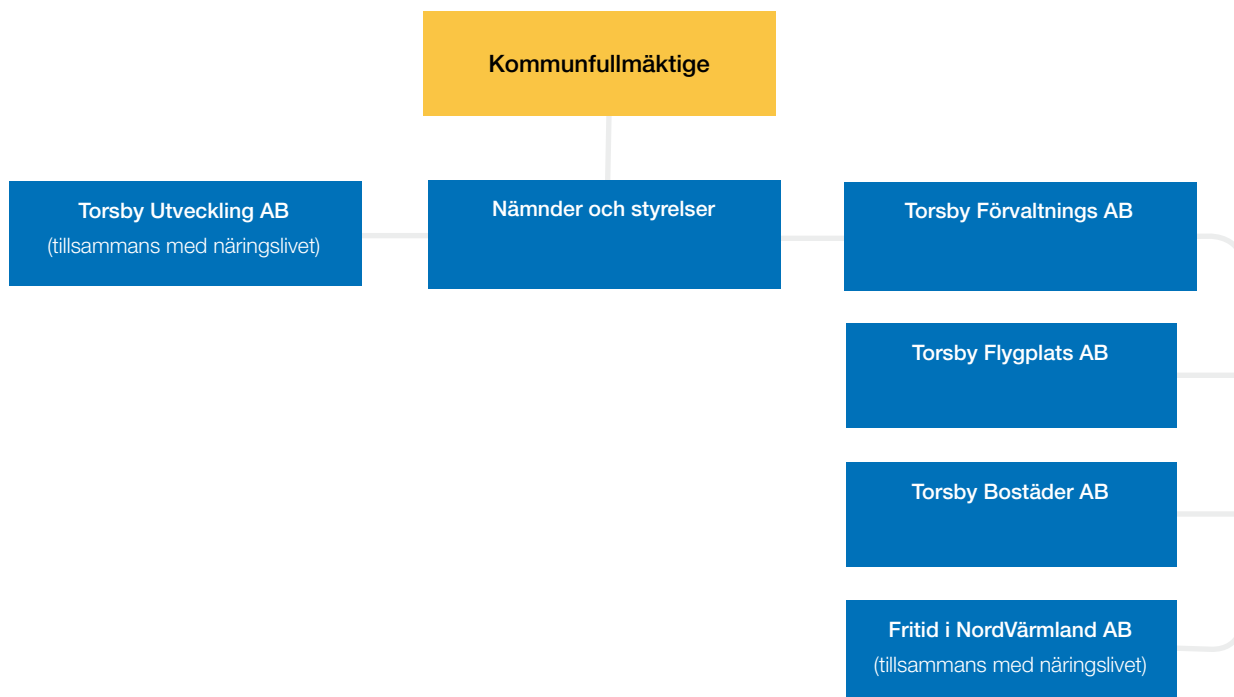 Kommunfullmäktige
Torsby Utveckling AB
(tillsammans med näringslivet)
Nämnder och styrelser
Torsby Förvaltnings AB
Torsby Flygplats AB
Torsby Bostäder AB
Fritid i NordVärmland AB
(tillsammans med näringslivet)